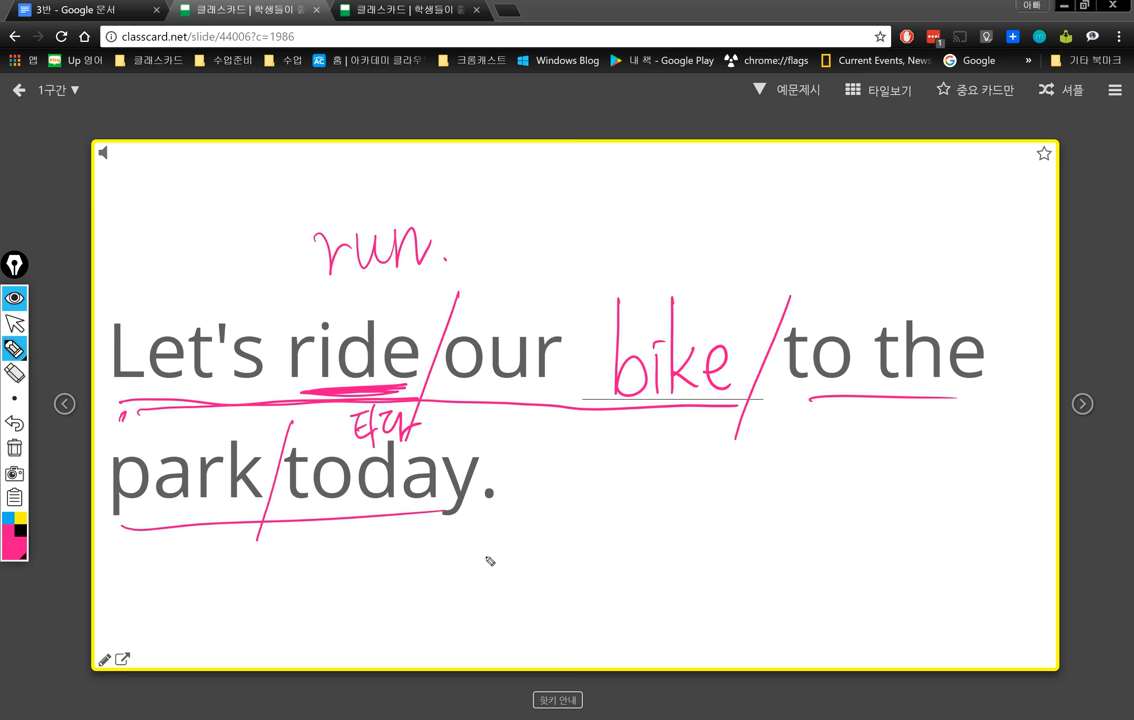 3반 - Google 문서
클래스카드 | 학생들이 클
클래스카드 | 학생들이 클
아빠
classcard.net/slide/44006?c=1986
1
앱 Up 영어 클래스카드 수업준비 수업 홈 | 아카데미 클라우 크롬캐스트 Windows Blog 내 책 - Google Play chrome://flags Current Events, News Google » 기타 북마크
1구간 ▼ ▼ 예문제시 타일보기 중요 카드만 셔플
run.
Let's ride / our bike / to the
park / today.
핫키 안내